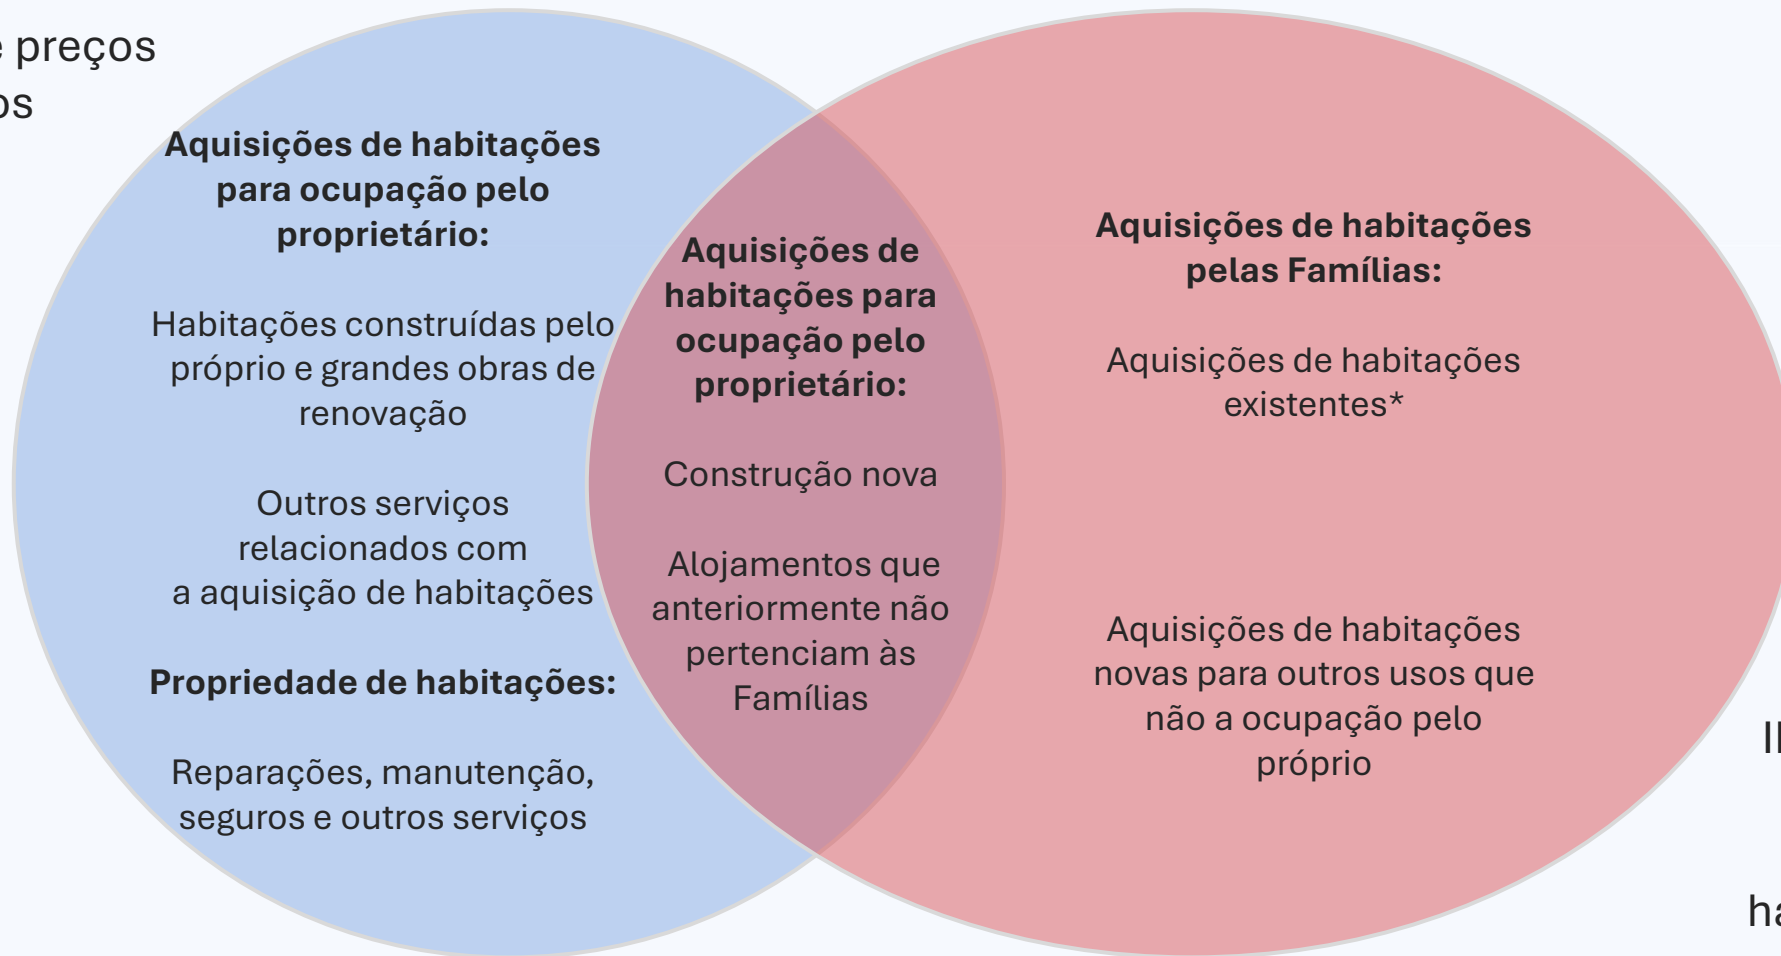 preços
os
Aquisições de habitações
para ocupação pelo
proprietário:
Habitações construídas pelo
próprio e grandes obras de
renovação
Outros serviços
relacionados com
a aquisição de habitações
Propriedade de habitações:
Reparações, manutenção,
seguros e outros serviços
Aquisições de
habitações para
ocupação pelo
proprietário:
Construção nova
Alojamentos que
anteriormente não
pertenciam às
Famílias
Aquisições de habitações
pelas Famílias:
Aquisições de habitações
existentes*
Aquisições de habitações
novas para outros usos que
não a ocupação pelo
próprio
ha